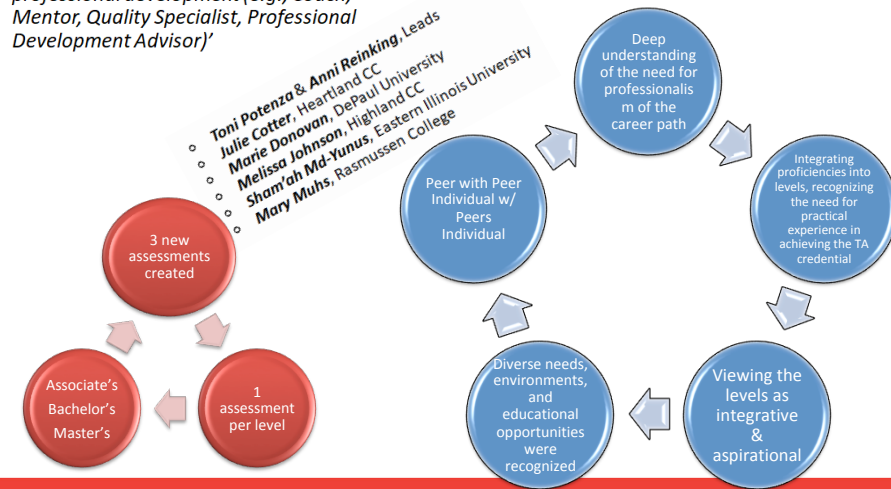 Mentor, Quality Specialist, Professional
Development Advisor)’
Toni Potenza & Anni Reinking, Leads
Julie Cotter, Heartland CC
Marie Donovan, DePaul University
Melissa Johnson, Highland CC
Sham’ah Md-Yunus, Eastern Illinois University
Mary Muhs, Rasmussen College
3 new
assessments
created
1
assessment
per level
Associate’s
Bachelor’s
Master’s
Deep
understanding
of the need for
professionalis
m of the
career path
Integrating
proficiencies into
levels, recognizing
the need for
practical
experience in
achieving the TA
credential
Viewing the
levels as
integrative
&
aspirational
Diverse needs,
environments,
and
educational
opportunities
were
recognized
Peer with Peer
Individual w/
Peers
Individual